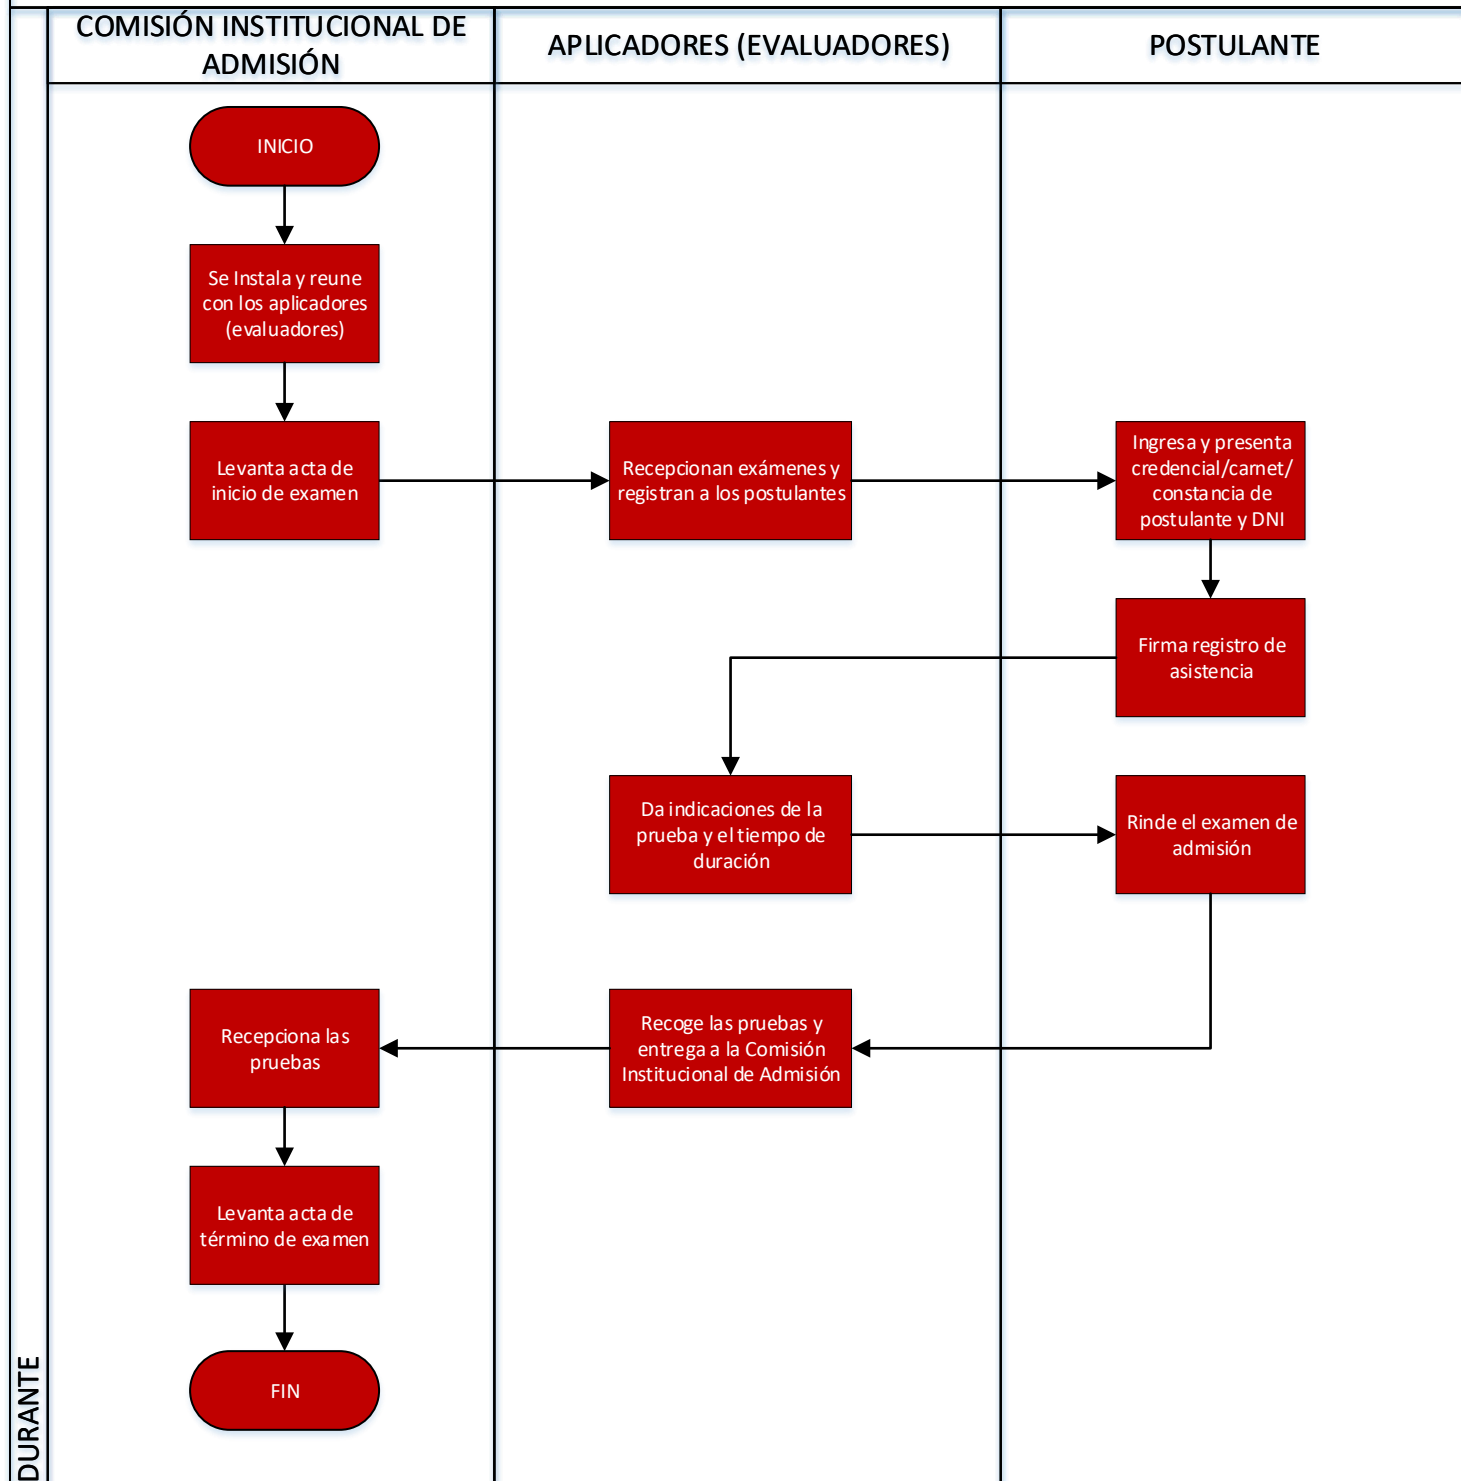 COMISIÓN INSTITUCIONAL DE
ADMISIÓN
APLICADORES (EVALUADORES)
POSTULANTE
INICIO
Se Instala y reune
con los aplicadores
(evaluadores)
Levanta acta de
inicio de examen
Recepcionan exámenes y
registran a los postulantes
Ingresa y presenta
credencial/carnet/
constancia de
postulante y DNI
Firma registro de
asistencia
Da indicaciones de la
prueba y el tiempo de
duración
Rinde el examen de
admisión
Recoge las pruebas y
entrega a la Comisión
Institucional de Admisión
Recepciona las
pruebas
Levanta acta de
término de examen
FIN
DURANTE